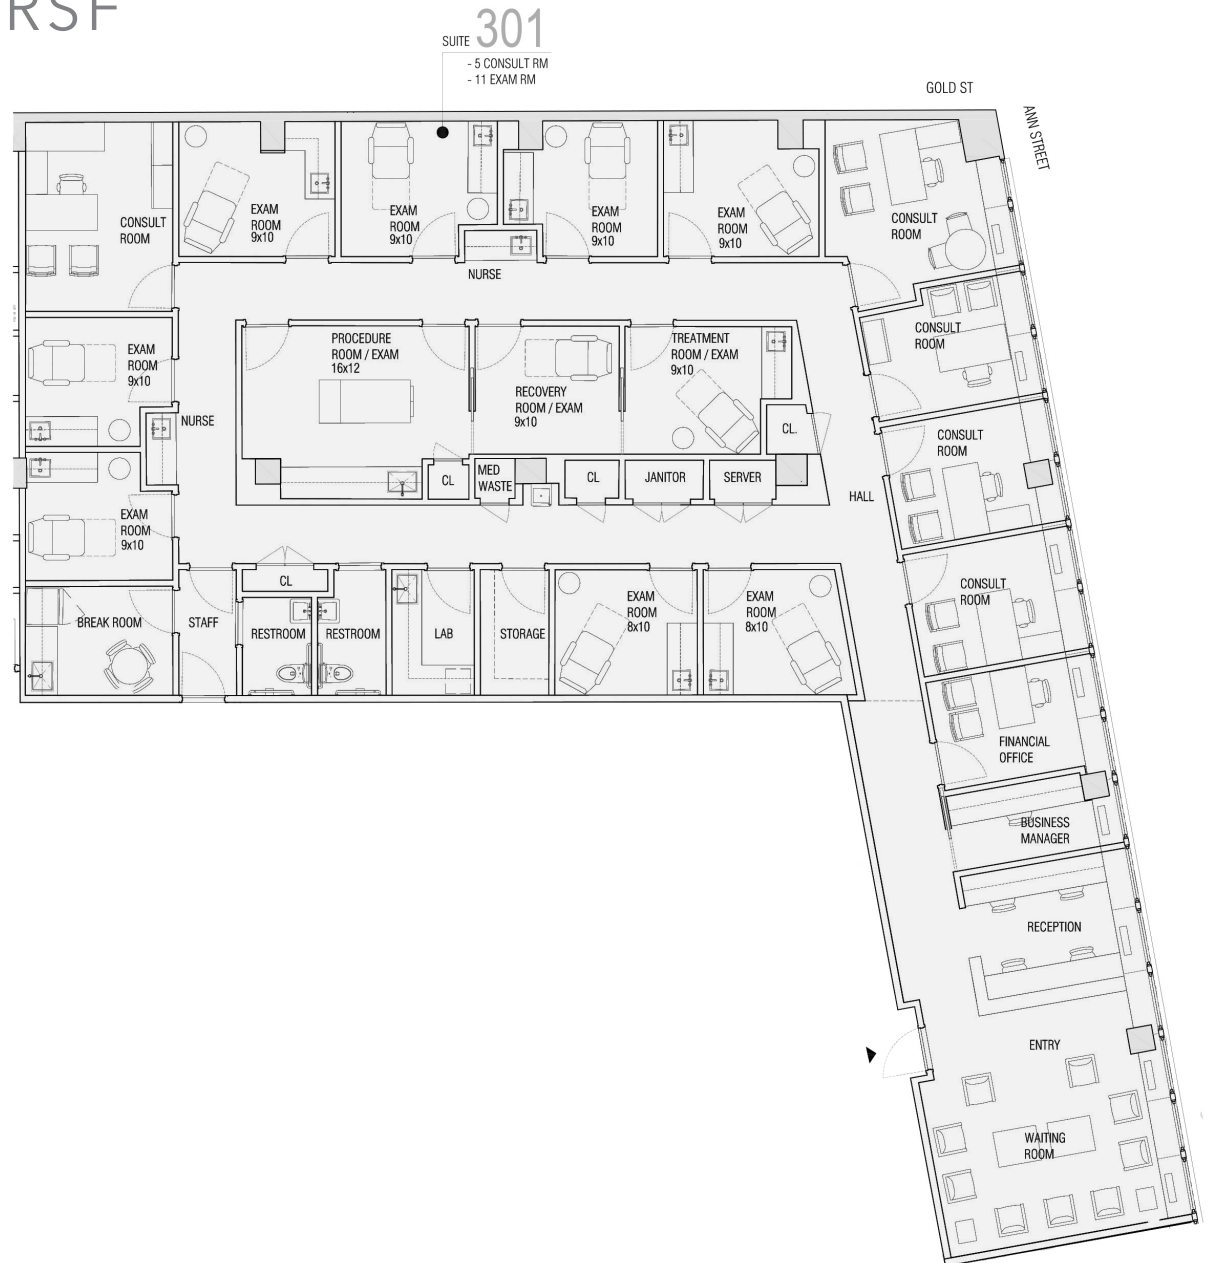 RSF
SUITE 301
- 5 CONSULT RM
- 11 EXAM RM
GOLD ST
ANN STREET
CONSULT
ROOM
EXAM
ROOM
9x10
EXAM
ROOM
9x10
EXAM
ROOM
9x10
EXAM
ROOM
9x10
CONSULT
ROOM
NURSE
CONSULT
ROOM
EXAM
ROOM
9x10
PROCEDURE
ROOM / EXAM
16x12
RECOVERY
ROOM / EXAM
9x10
TREATMENT
ROOM / EXAM
9x10
NURSE
CL.
CONSULT
ROOM
CL
MED
WASTE
CL
JANITOR
SERVER
HALL
EXAM
ROOM
9x10
CL
BREAK ROOM
STAFF
RESTROOM
RESTROOM
LAB
STORAGE
EXAM
ROOM
8x10
EXAM
ROOM
8x10
CONSULT
ROOM
FINANCIAL
OFFICE
BUSINESS
MANAGER
RECEPTION
ENTRY
WAITING
ROOM